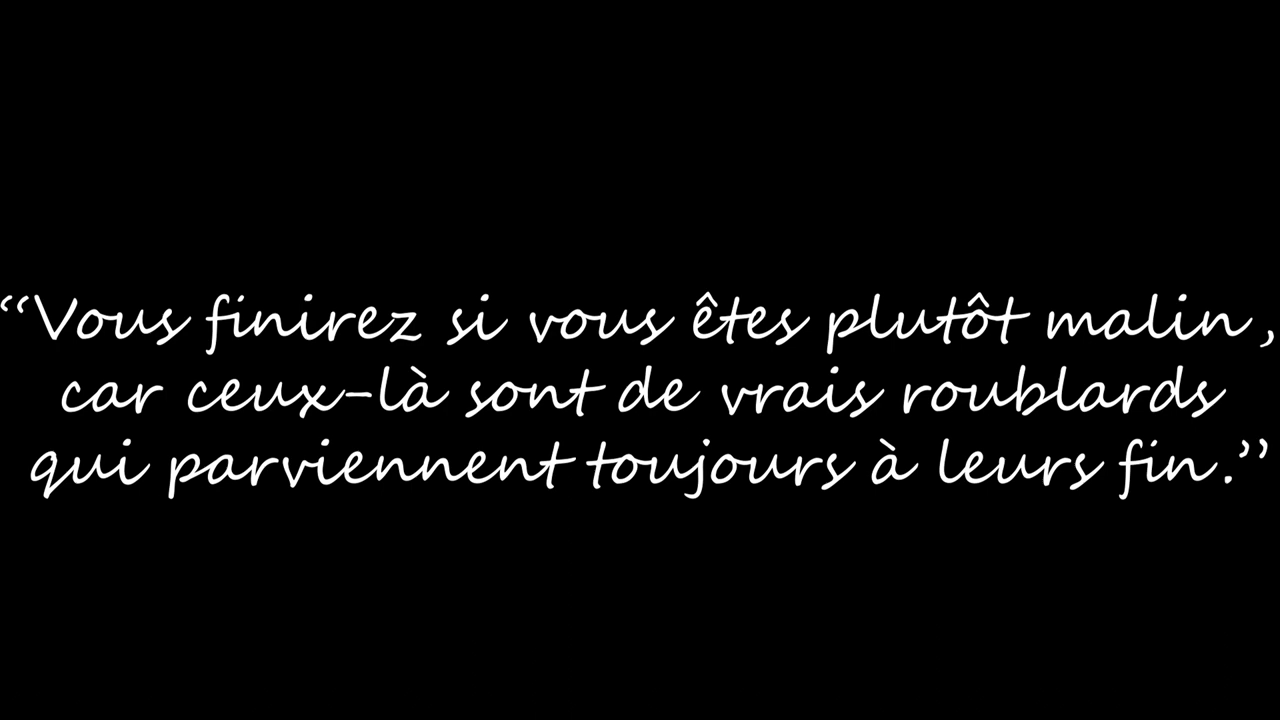 “Vous finirez si vous êtes plutôt malin,
car ceux-là sont de vrais roublards
qui parviennent toujours à leurs fin.”